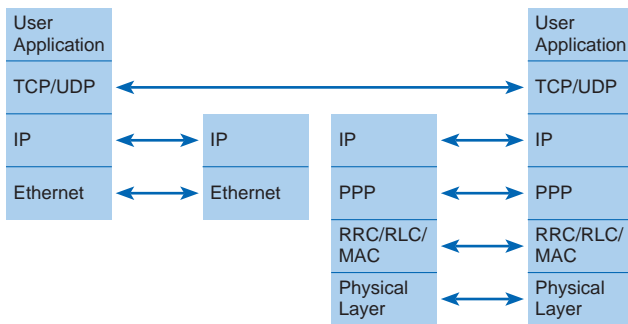 User
Application
TCP/UDP
IP
Ethernet
IP
Ethernet
IP
PPP
RRC/RLC/
MAC
Physical
Layer
User
Application
TCP/UDP
IP
PPP
RRC/RLC/
MAC
Physical
Layer